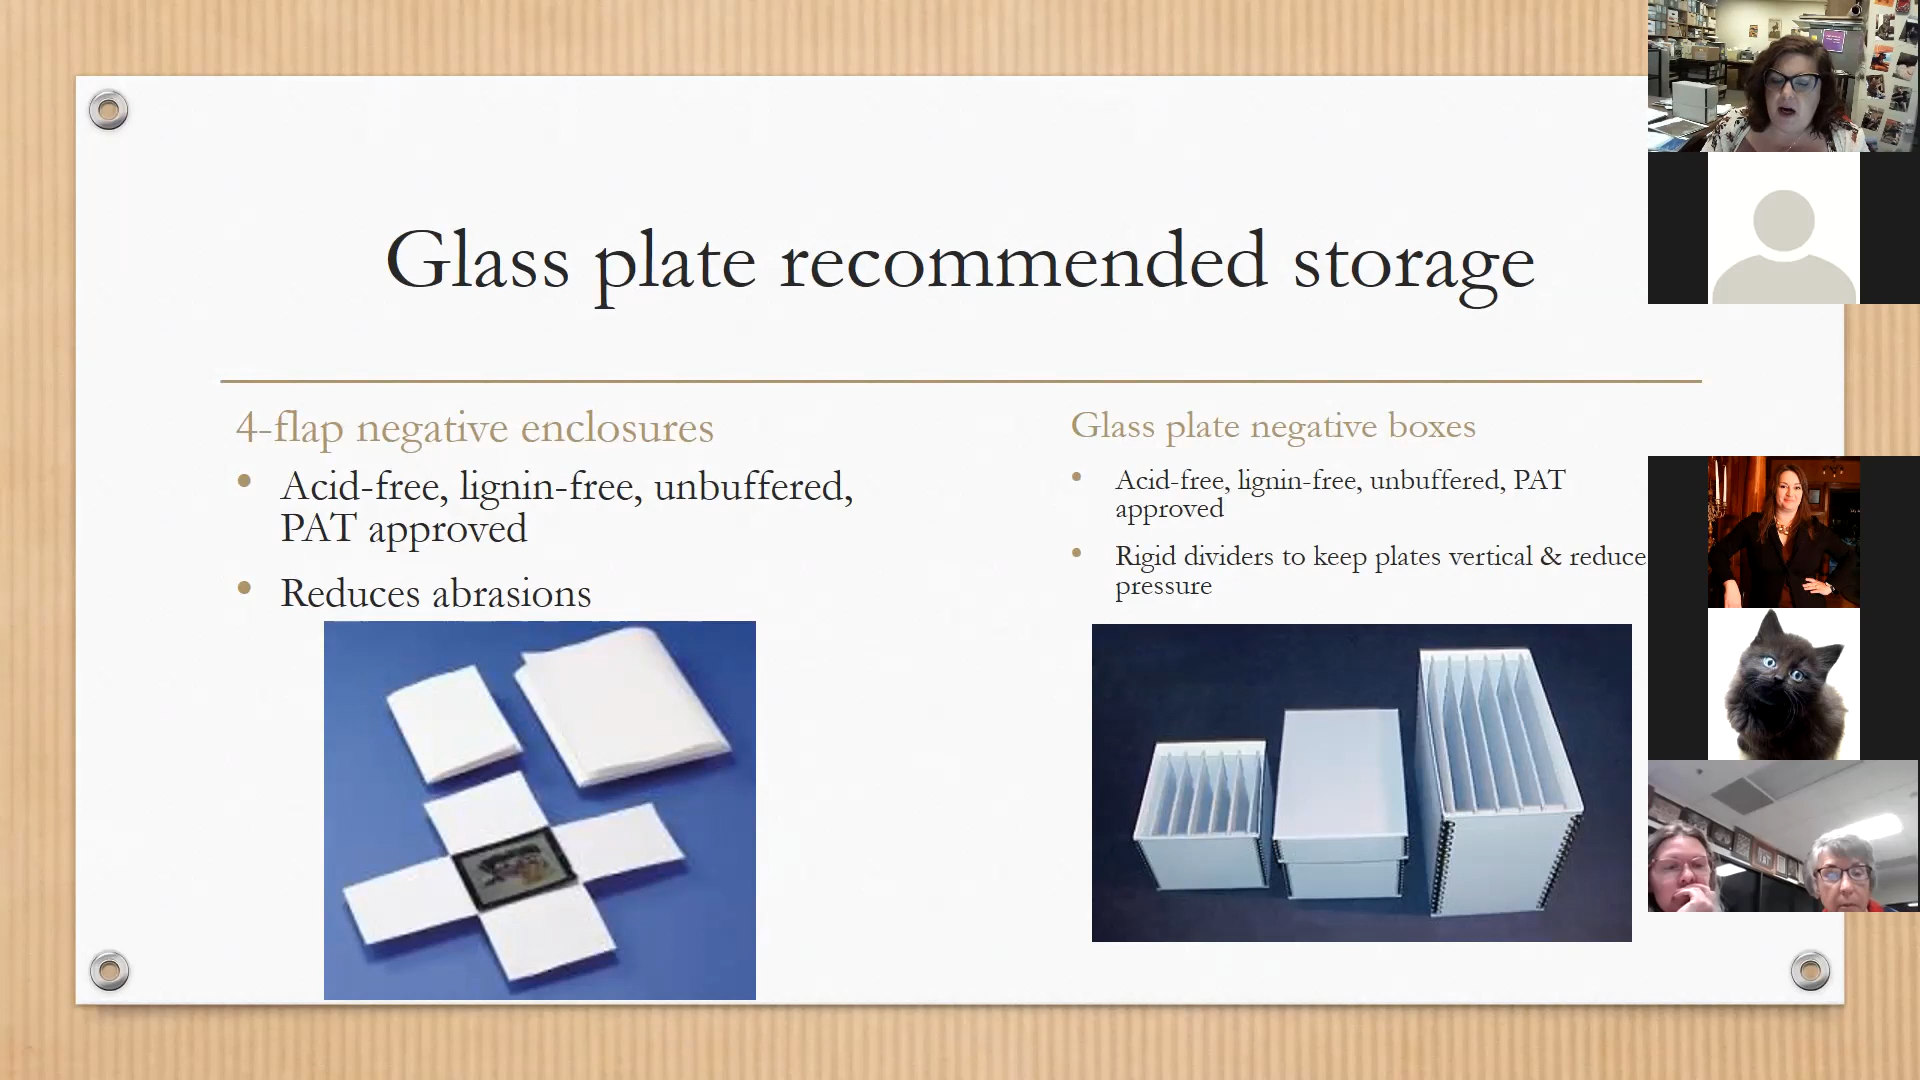 Glass plate recommended storage
4-flap negative enclosures
• Acid-free, lignin-free, unbuffered,
PAT approved
• Reduces abrasions
Glass plate negative boxes
• Acid-free, lignin-free, unbuffered, PAT
approved
• Rigid dividers to keep plates vertical & reduce
pressure